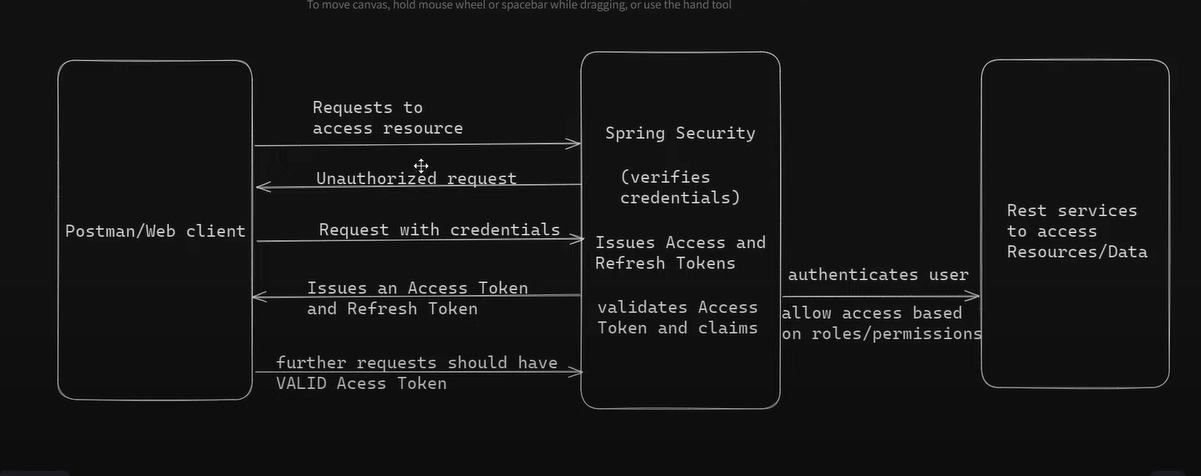 To move canvas, hold mouse wheel or spacebar while dragging, or use the hand tool
Postman/Web client
Requests to
access resource
Unauthorized request
Request with credentials
Issues an Access Token
and Refresh Token
further requests should have
VALID Acess Token
Spring Security
(verifies
credentials)
Issues Access and
Refresh Tokens
validates Access
Token and claims
authenticates user
allow access based
on roles/permissions
Rest services
to access
Resources/Data